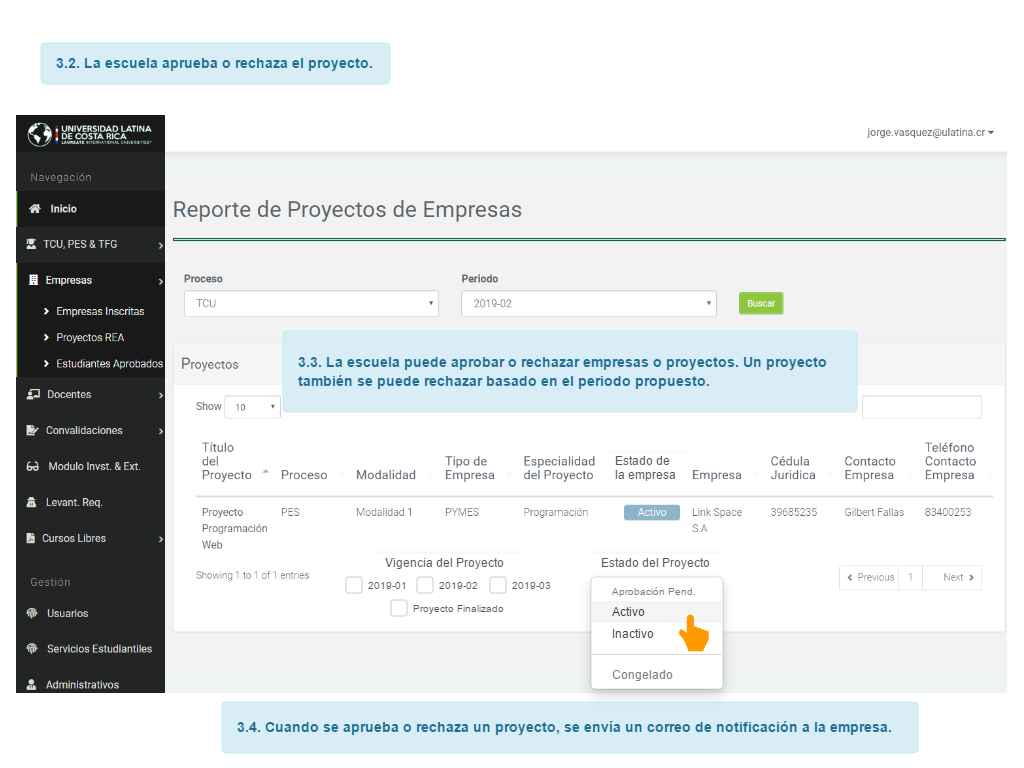 3.2. La escuela aprueba o rechaza el proyecto.
UNIVERSIDAD LATINA
DE COSTA RICA
LAUREATE INTERNATIONAL UNIVERSITIES®
jorge.vasquez@ulatina.cr
Navegación
Inicio
TCU, PES & TFG
Empresas
Empresas Inscritas
Proyectos REA
Estudiantes Aprobados
Docentes
Convalidaciones
Modulo Invst. & Ext.
Levant. Req.
Cursos Libres
Gestión
Usuarios
Servicios Estudiantiles
Administrativos
Reporte de Proyectos de Empresas
Proceso
Periodo
TCU
2019-02
Buscar
Proyectos
3.3. La escuela puede aprobar o rechazar empresas o proyectos. Un proyecto
también se puede rechazar basado en el periodo propuesto.
Show 10
Título
del
Proyecto
Proceso
Modalidad
Tipo de
Empresa
Especialidad
del Proyecto
Estado de
la empresa
Empresa
Cédula
Juridica
Contacto
Empresa
Teléfono
Contacto
Empresa
Proyecto
Programación
Web
PES
Modalidad 1
PYMES
Programación
Activo
Link Space
S.A
39685235
Gilbert Fallas
83400253
Showing 1 to 1 of 1 entries
Vigencia del Proyecto
2019-01
2019-02
2019-03
Proyecto Finalizado
Estado del Proyecto
Aprobación Pend.
Activo
Inactivo
Congelado
Previous 1 Next
3.4. Cuando se aprueba o rechaza un proyecto, se envía un correo de notificación a la empresa.